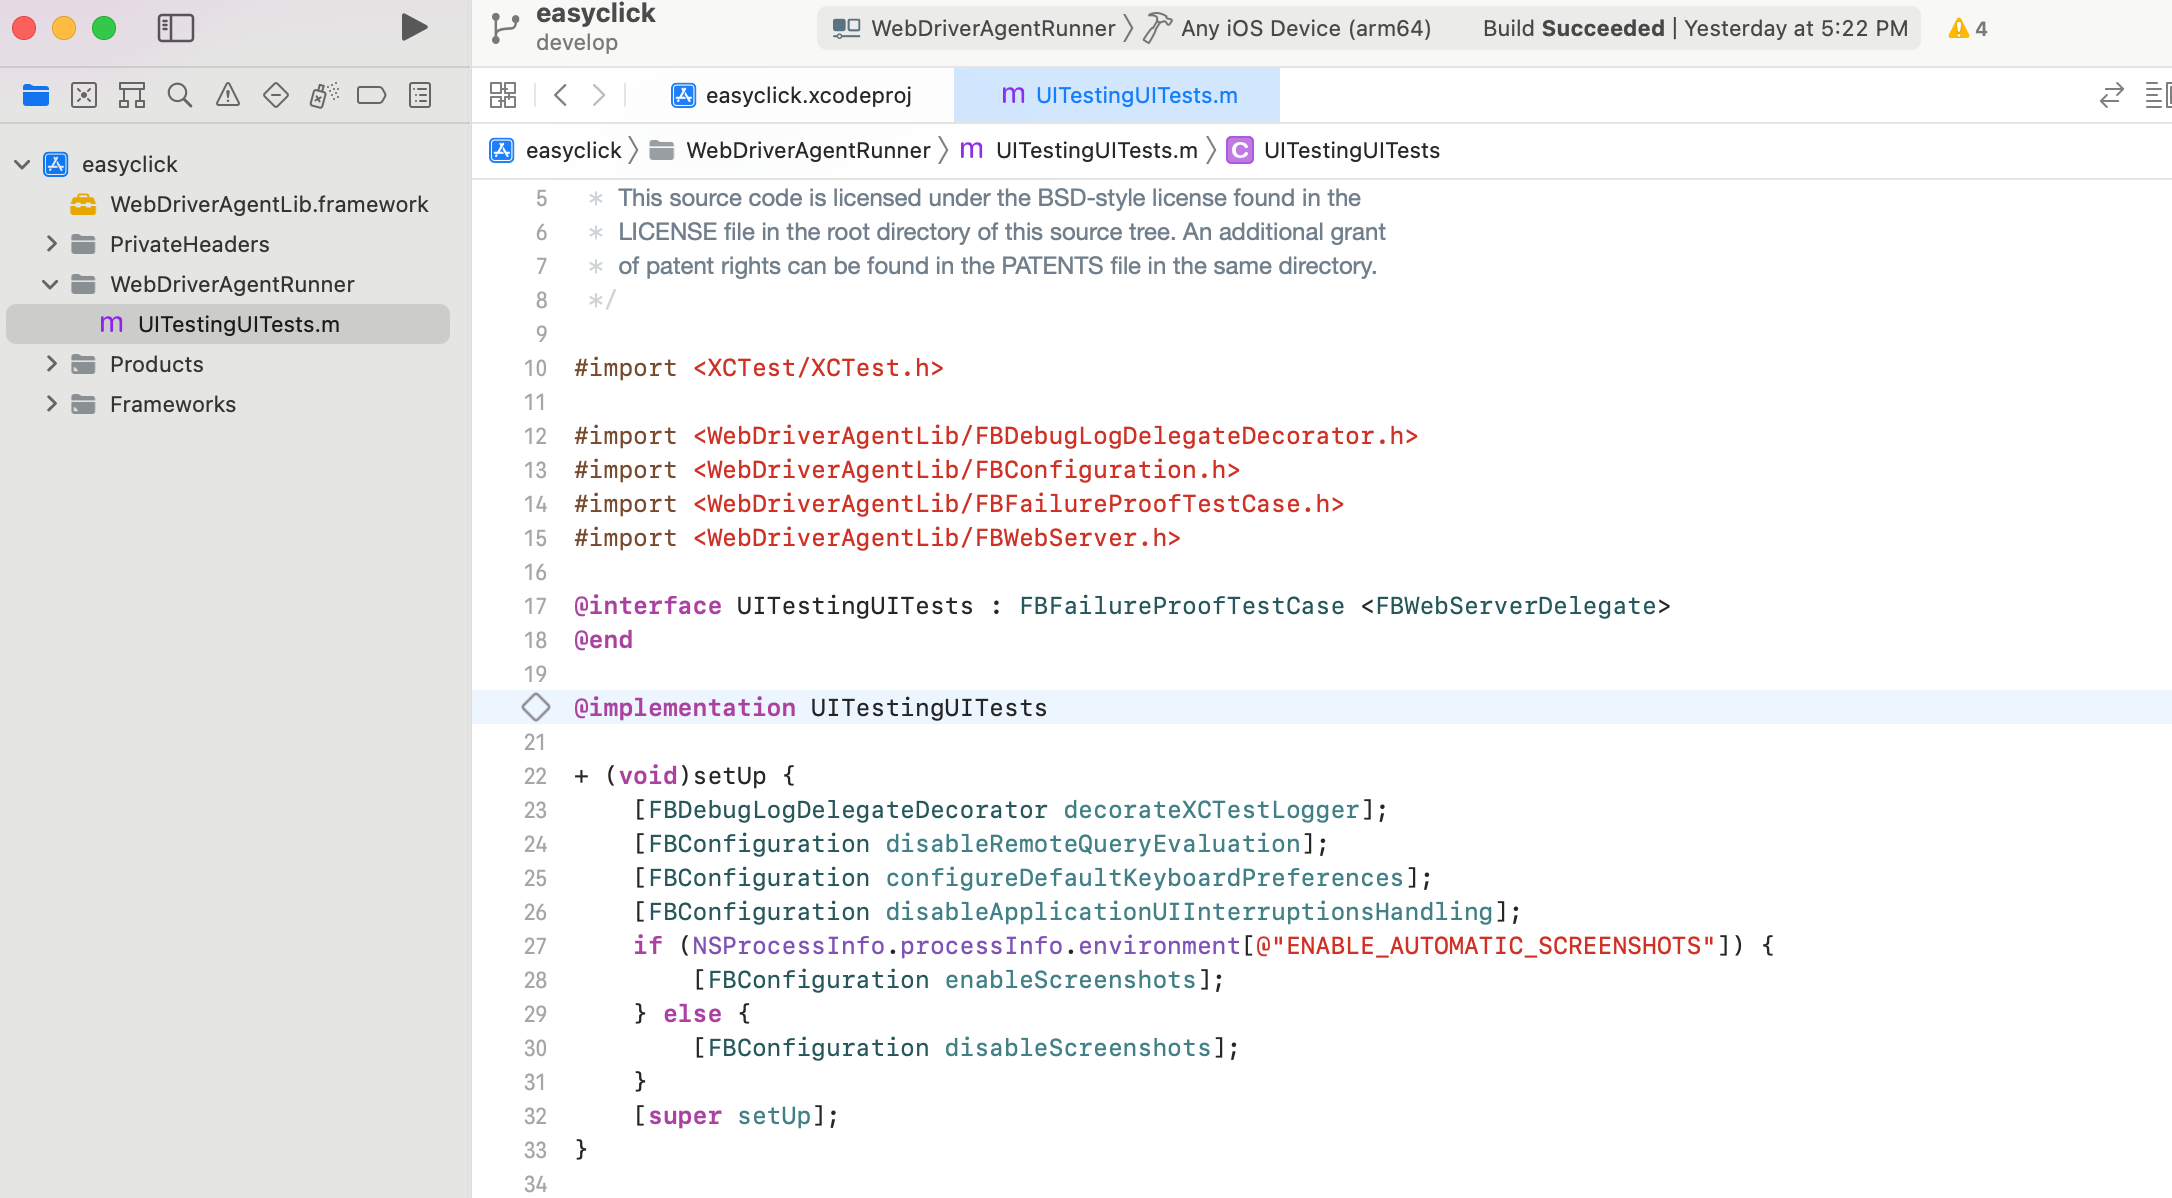 easyclick
develop
WebDriverAgentRunner
Any iOS Device (arm64)
Build Succeeded | Yesterday at 5:22 PM
4
easyclick.xcodeproj
m UITestingUITests.m
easyclick
WebDriverAgentRunner
m UITestingUITests.m
C UITestingUITests
easyclick
WebDriverAgentLib.framework
PrivateHeaders
WebDriverAgentRunner
m UITestingUITests.m
Products
Frameworks
5 * This source code is licensed under the BSD-style license found in the
6 * LICENSE file in the root directory of this source tree. An additional grant
7 * of patent rights can be found in the PATENTS file in the same directory.
8 */
9
10 #import <XCTest/XCTest.h>
11
12 #import <WebDriverAgentLib/FBDebugLogDelegateDecorator.h>
13 #import <WebDriverAgentLib/FBConfiguration.h>
14 #import <WebDriverAgentLib/FBFailureProofTestCase.h>
15 #import <WebDriverAgentLib/FBWebServer.h>
16
17 @interface UITestingUITests : FBFailureProofTestCase <FBWebServerDelegate>
18 @end
19
@implementation UITestingUITests
21
22 + (void)setUp {
23 [FBDebugLogDelegateDecorator decorateXCTestLogger];
24 [FBConfiguration disableRemoteQueryEvaluation];
25 [FBConfiguration configureDefaultKeyboardPreferences];
26 [FBConfiguration disableApplicationUIInterruptionsHandling];
27 if (NSProcessInfo.processInfo.environment[@"ENABLE_AUTOMATIC_SCREENSHOTS"]) {
28 [FBConfiguration enableScreenshots];
29 } else {
30 [FBConfiguration disableScreenshots];
31 }
32 [super setUp];
33 }
34